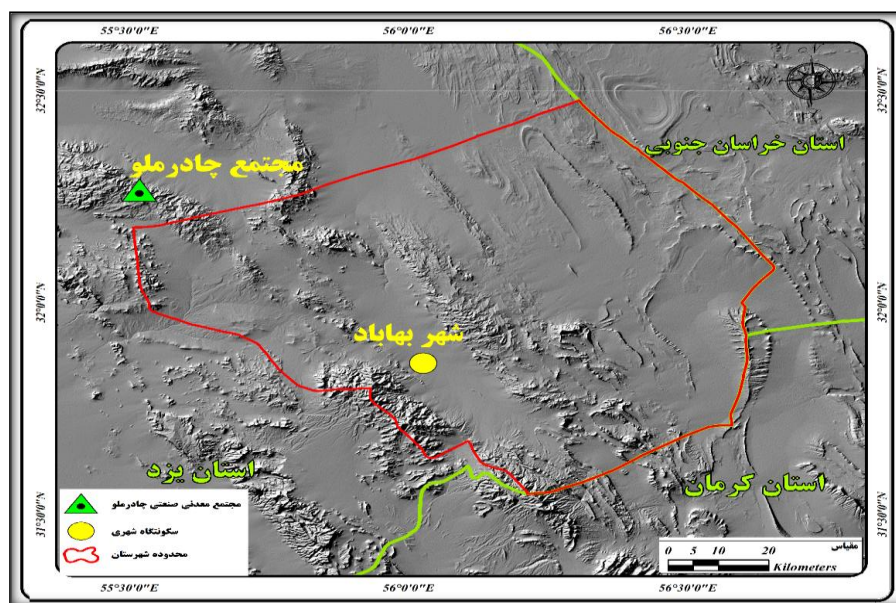 55°30'0"E 56°0'0"E 56°30'0"E
32°30'0"N 32°30'0"N
استان خراسان جنوبی
مجتمع چادرملو
32°0'0"N 32°0'0"N
شهر بهاباد
استان یزد
استان کرمان
31°30'0"N 31°30'0"N
مجتمع معدنی صنعتی چادرملو
سکونتگاه شهری
محدوده شهرستان
مقیاس
0 5 10 20
Kilometers
55°30'0"E 56°0'0"E 56°30'0"E